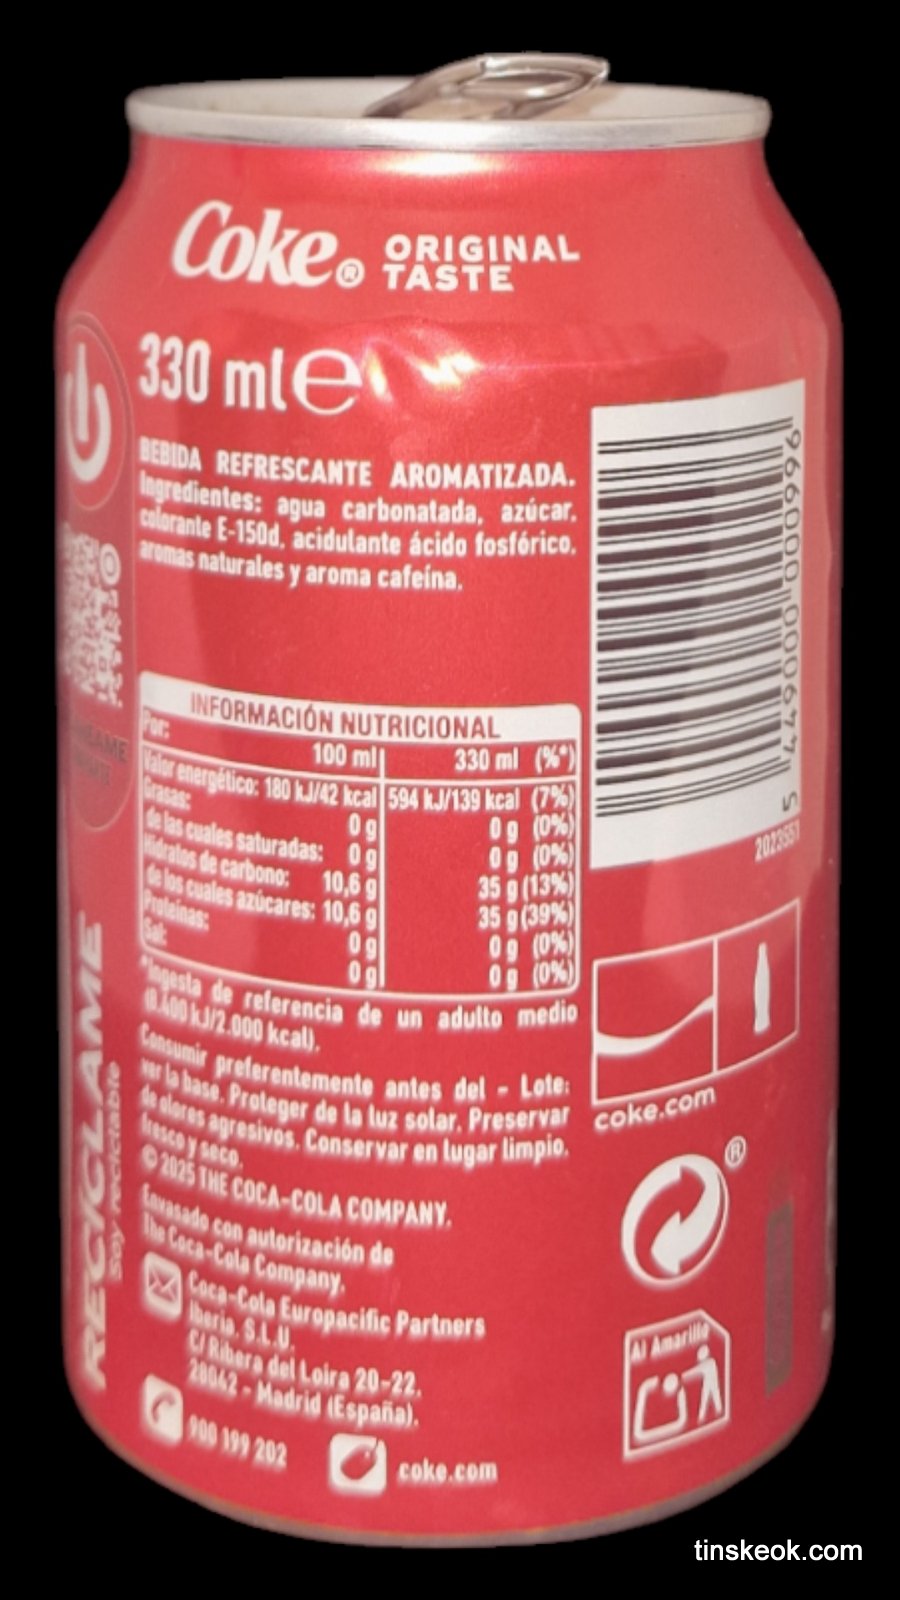 Coke® ORIGINAL TASTE
330 ml e
BEBIDA REFRESCANTE AROMATIZADA.
Ingredientes: agua carbonatada, azúcar,
colorante E-150d, acidulante ácido fosfórico,
aromas naturales y aroma cafeína.
INFORMACIÓN NUTRICIONAL
Por: 100 ml 330 ml (%*)
Valor energético: 180 kJ/42 kcal 594 kJ/139 kcal (7%)
Grasas: 0 g 0 g (0%)
de las cuales saturadas: 0 g 0 g (0%)
Hidratos de carbono: 10,6 g 35 g (13%)
de los cuales azúcares: 10,6 g 35 g (39%)
Proteínas: 0 g 0 g (0%)
Sal: 0 g 0 g (0%)
*Ingesta de referencia de un adulto medio
(8.400 kJ/2.000 kcal).
Consumir preferentemente antes del - Lote:
ver la base. Proteger de la luz solar. Preservar
de olores agresivos. Conservar en lugar limpio,
fresco y seco.
© 2025 THE COCA-COLA COMPANY.
Envasado con autorización de
The Coca-Cola Company.
Coca-Cola Europacific Partners
Iberia, S.L.U.
C/ Ribera del Loira 20-22.
28042 - Madrid (España).
900 199 202
coke.com
RECÍCLAME
Soy reciclable
5 449000 000996
2023551
coke.com
®
Al Amarillo
tinskeok.com